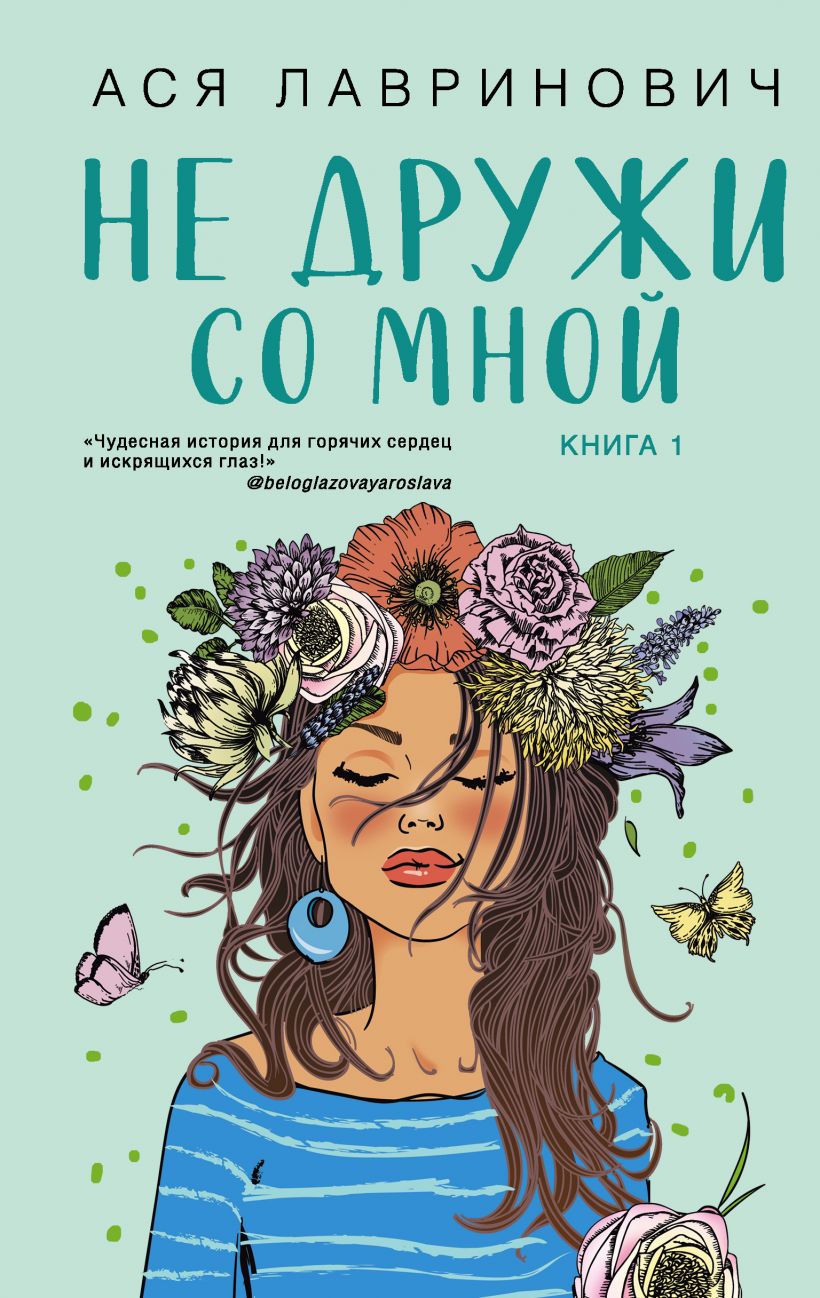 АСЯ ЛАВРИНОВИЧ
НЕ ДРУЖИ
СО МНОЙ
«Чудесная история для горячих сердец
и искрящихся глаз!»
@beloglazovayaroslava
КНИГА 1